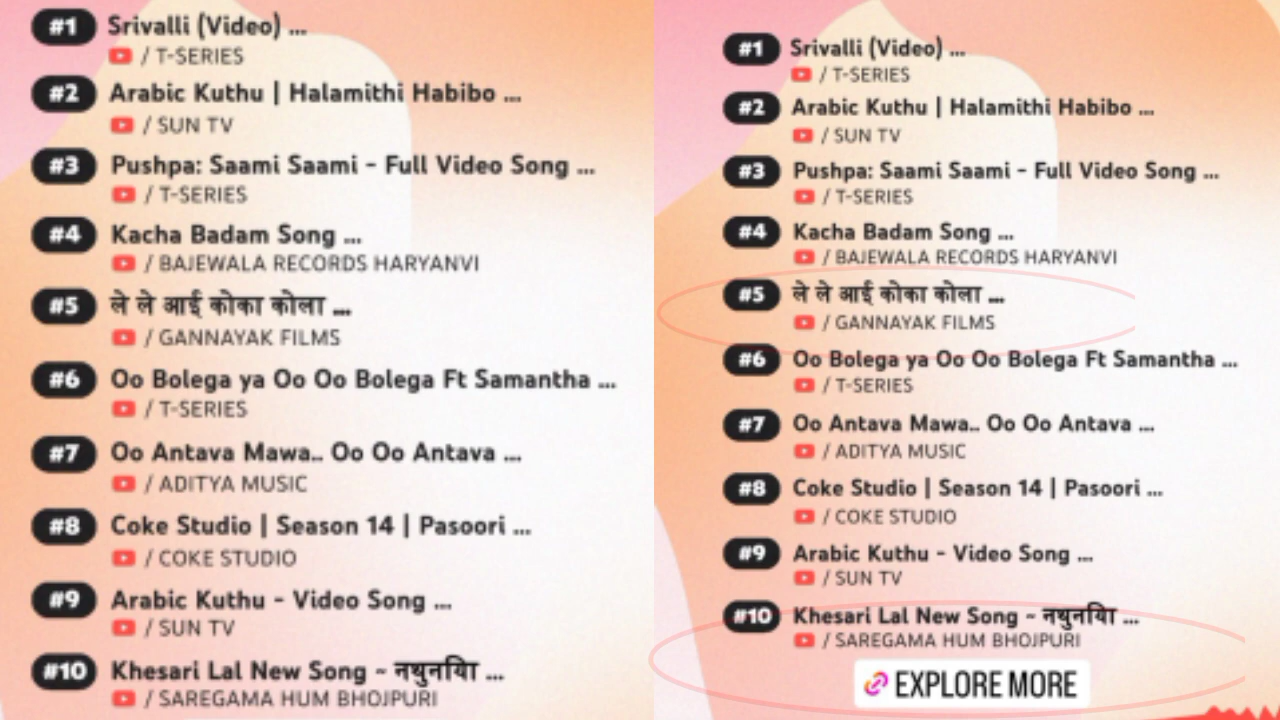 #1 Srivalli (Video) ...
/ T-SERIES
#2 Arabic Kuthu | Halamithi Habibo ...
/ SUN TV
#3 Pushpa: Saami Saami - Full Video Song ...
/ T-SERIES
#4 Kacha Badam Song ...
/ BAJEWALA RECORDS HARYANVI
#5 ले ले आई कोका कोला ...
/ GANNAYAK FILMS
#6 Oo Bolega ya Oo Oo Bolega Ft Samantha ...
/ T-SERIES
#7 Oo Antava Mawa.. Oo Oo Antava ...
/ ADITYA MUSIC
#8 Coke Studio | Season 14 | Pasoori ...
/ COKE STUDIO
#9 Arabic Kuthu - Video Song ...
/ SUN TV
#10 Khesari Lal New Song ~ नथुनिया ...
/ SAREGAMA HUM BHOJPURI
#1 Srivalli (Video) ...
/ T-SERIES
#2 Arabic Kuthu | Halamithi Habibo ...
/ SUN TV
#3 Pushpa: Saami Saami - Full Video Song ...
/ T-SERIES
#4 Kacha Badam Song ...
/ BAJEWALA RECORDS HARYANVI
#5 ले ले आई कोका कोला ...
/ GANNAYAK FILMS
#6 Oo Bolega ya Oo Oo Bolega Ft Samantha ...
/ T-SERIES
#7 Oo Antava Mawa.. Oo Oo Antava ...
/ ADITYA MUSIC
#8 Coke Studio | Season 14 | Pasoori ...
/ COKE STUDIO
#9 Arabic Kuthu - Video Song ...
/ SUN TV
#10 Khesari Lal New Song ~ नथुनिया ...
/ SAREGAMA HUM BHOJPURI
EXPLORE MORE